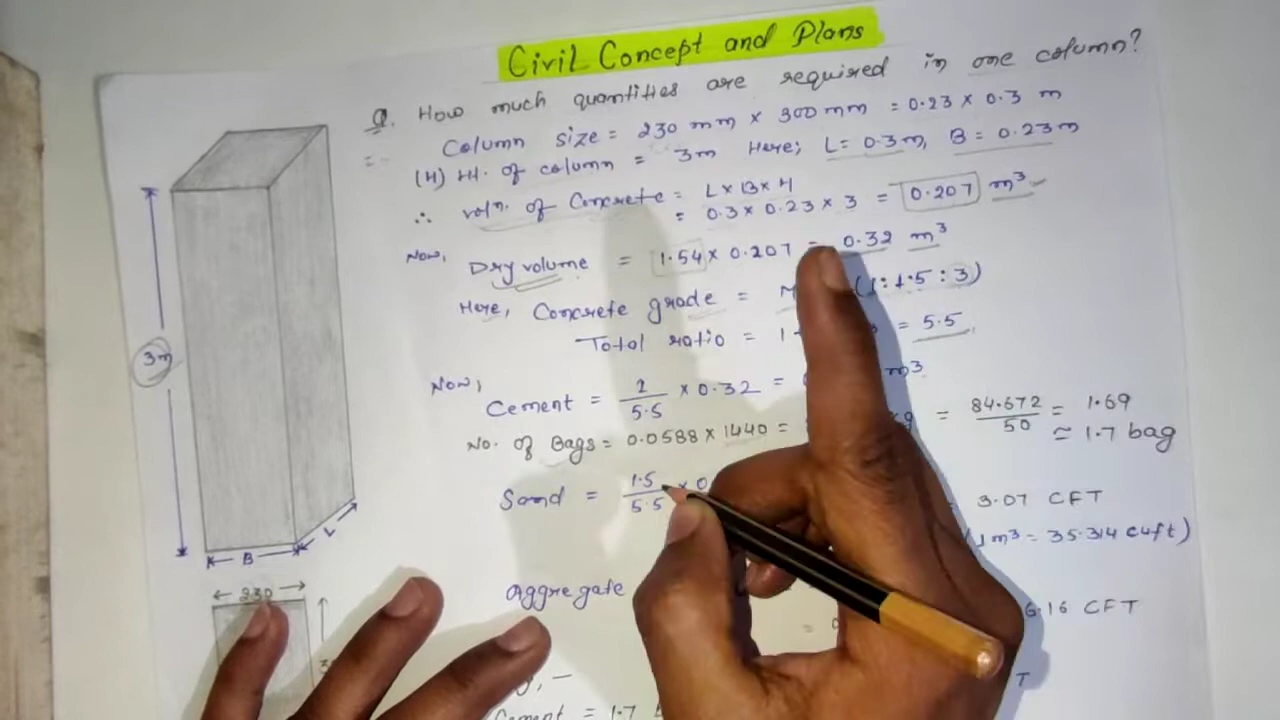 Civil Concept and Plans
Q. How much quantities are required in one column?
Column size = 230 mm × 300 mm = 0.23 × 0.3 m
(H) Ht. of column = 3m Here; L = 0.3m, B = 0.23m
∴ voln. of Concrete = L × B × H
= 0.3 × 0.23 × 3 = 0.207 m³
Now, Dry volume = 1.54 × 0.207 = 0.32 m³
Here, Concrete grade = (1:1.5:3)
Total ratio = 1 = 5.5
Now, Cement = 1/5.5 × 0.32 = m³
No. of Bags = 0.0588 × 1440 = kg = 84.672/50 = 1.69
≃ 1.7 bag
Sand = 1.5/5.5 × 0 = 3.07 CFT
(1m³ = 35.314 cuft)
Aggregate 6.16 CFT
=
T
Cement = 1.7
3m
B
L
230